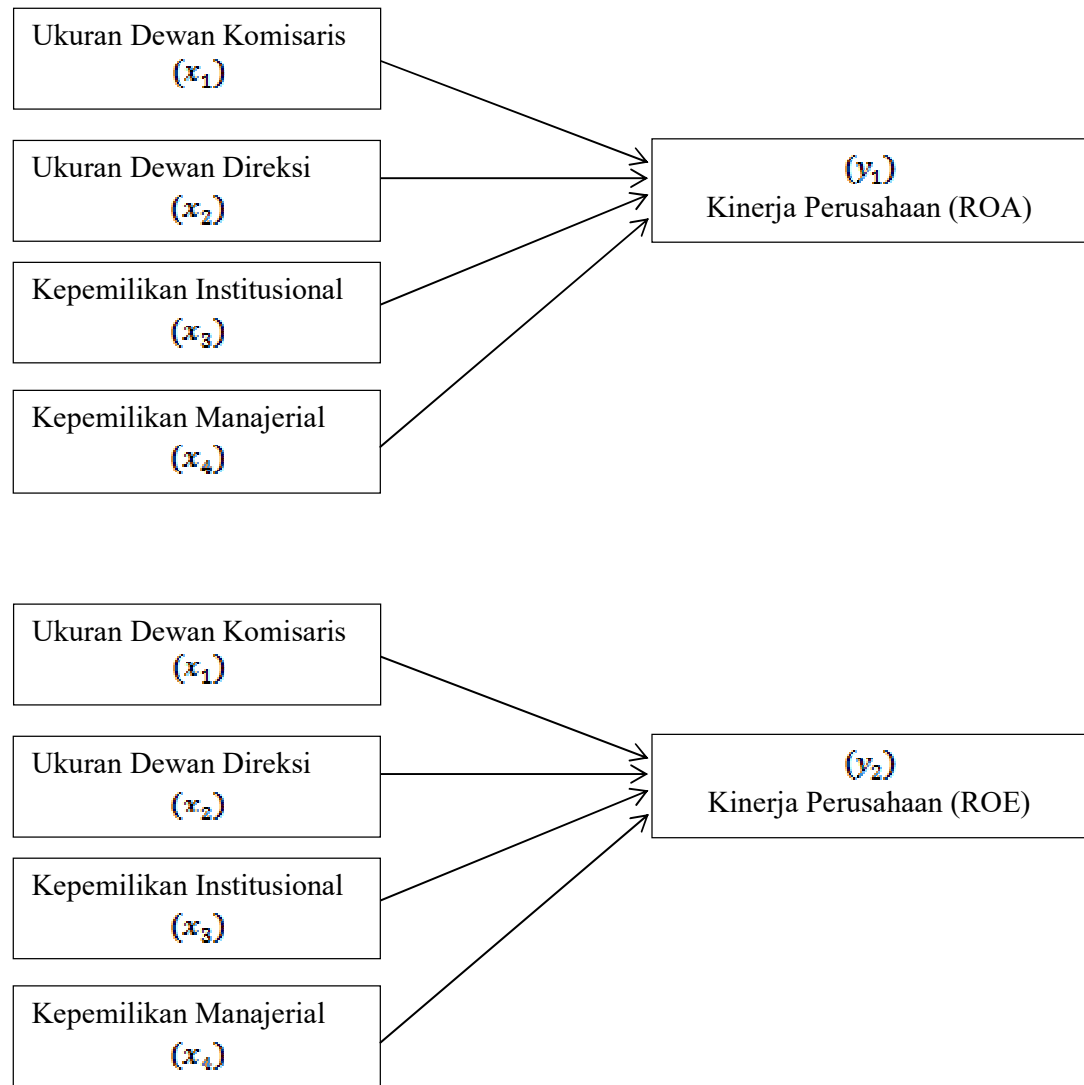 Ukuran Dewan Komisaris
(x₁)
Ukuran Dewan Direksi
(x₂)
Kepemilikan Institusional
(x₃)
Kepemilikan Manajerial
(x₄)
(y₁)
Kinerja Perusahaan (ROA)
Ukuran Dewan Komisaris
(x₁)
Ukuran Dewan Direksi
(x₂)
Kepemilikan Institusional
(x₃)
Kepemilikan Manajerial
(x₄)
(y₂)
Kinerja Perusahaan (ROE)